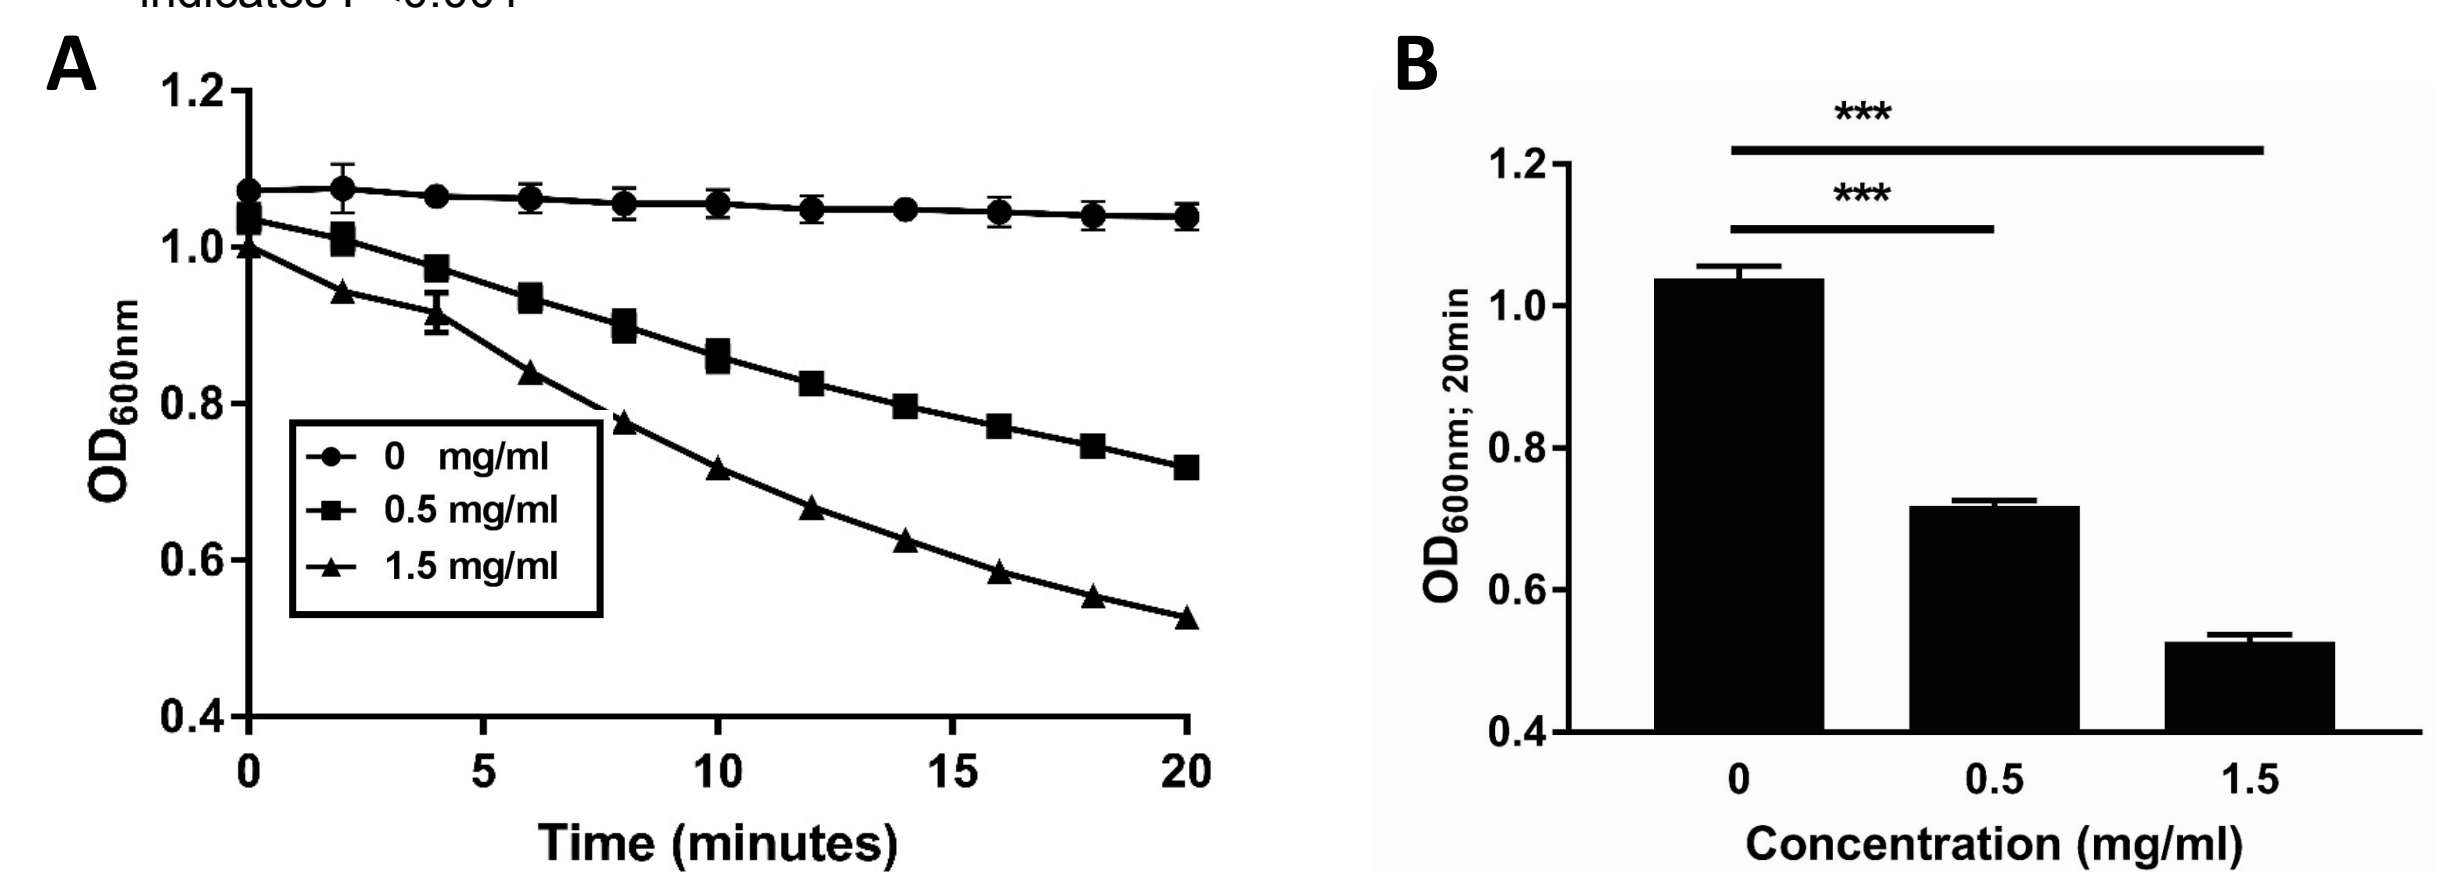 A
1.2
1.0
0.8
0.6
0.4
OD600nm
0 mg/ml
0.5 mg/ml
1.5 mg/ml
0 5 10 15 20
Time (minutes)
B
***
***
1.2
1.0
0.8
0.6
0.4
OD600nm; 20min
0 0.5 1.5
Concentration (mg/ml)